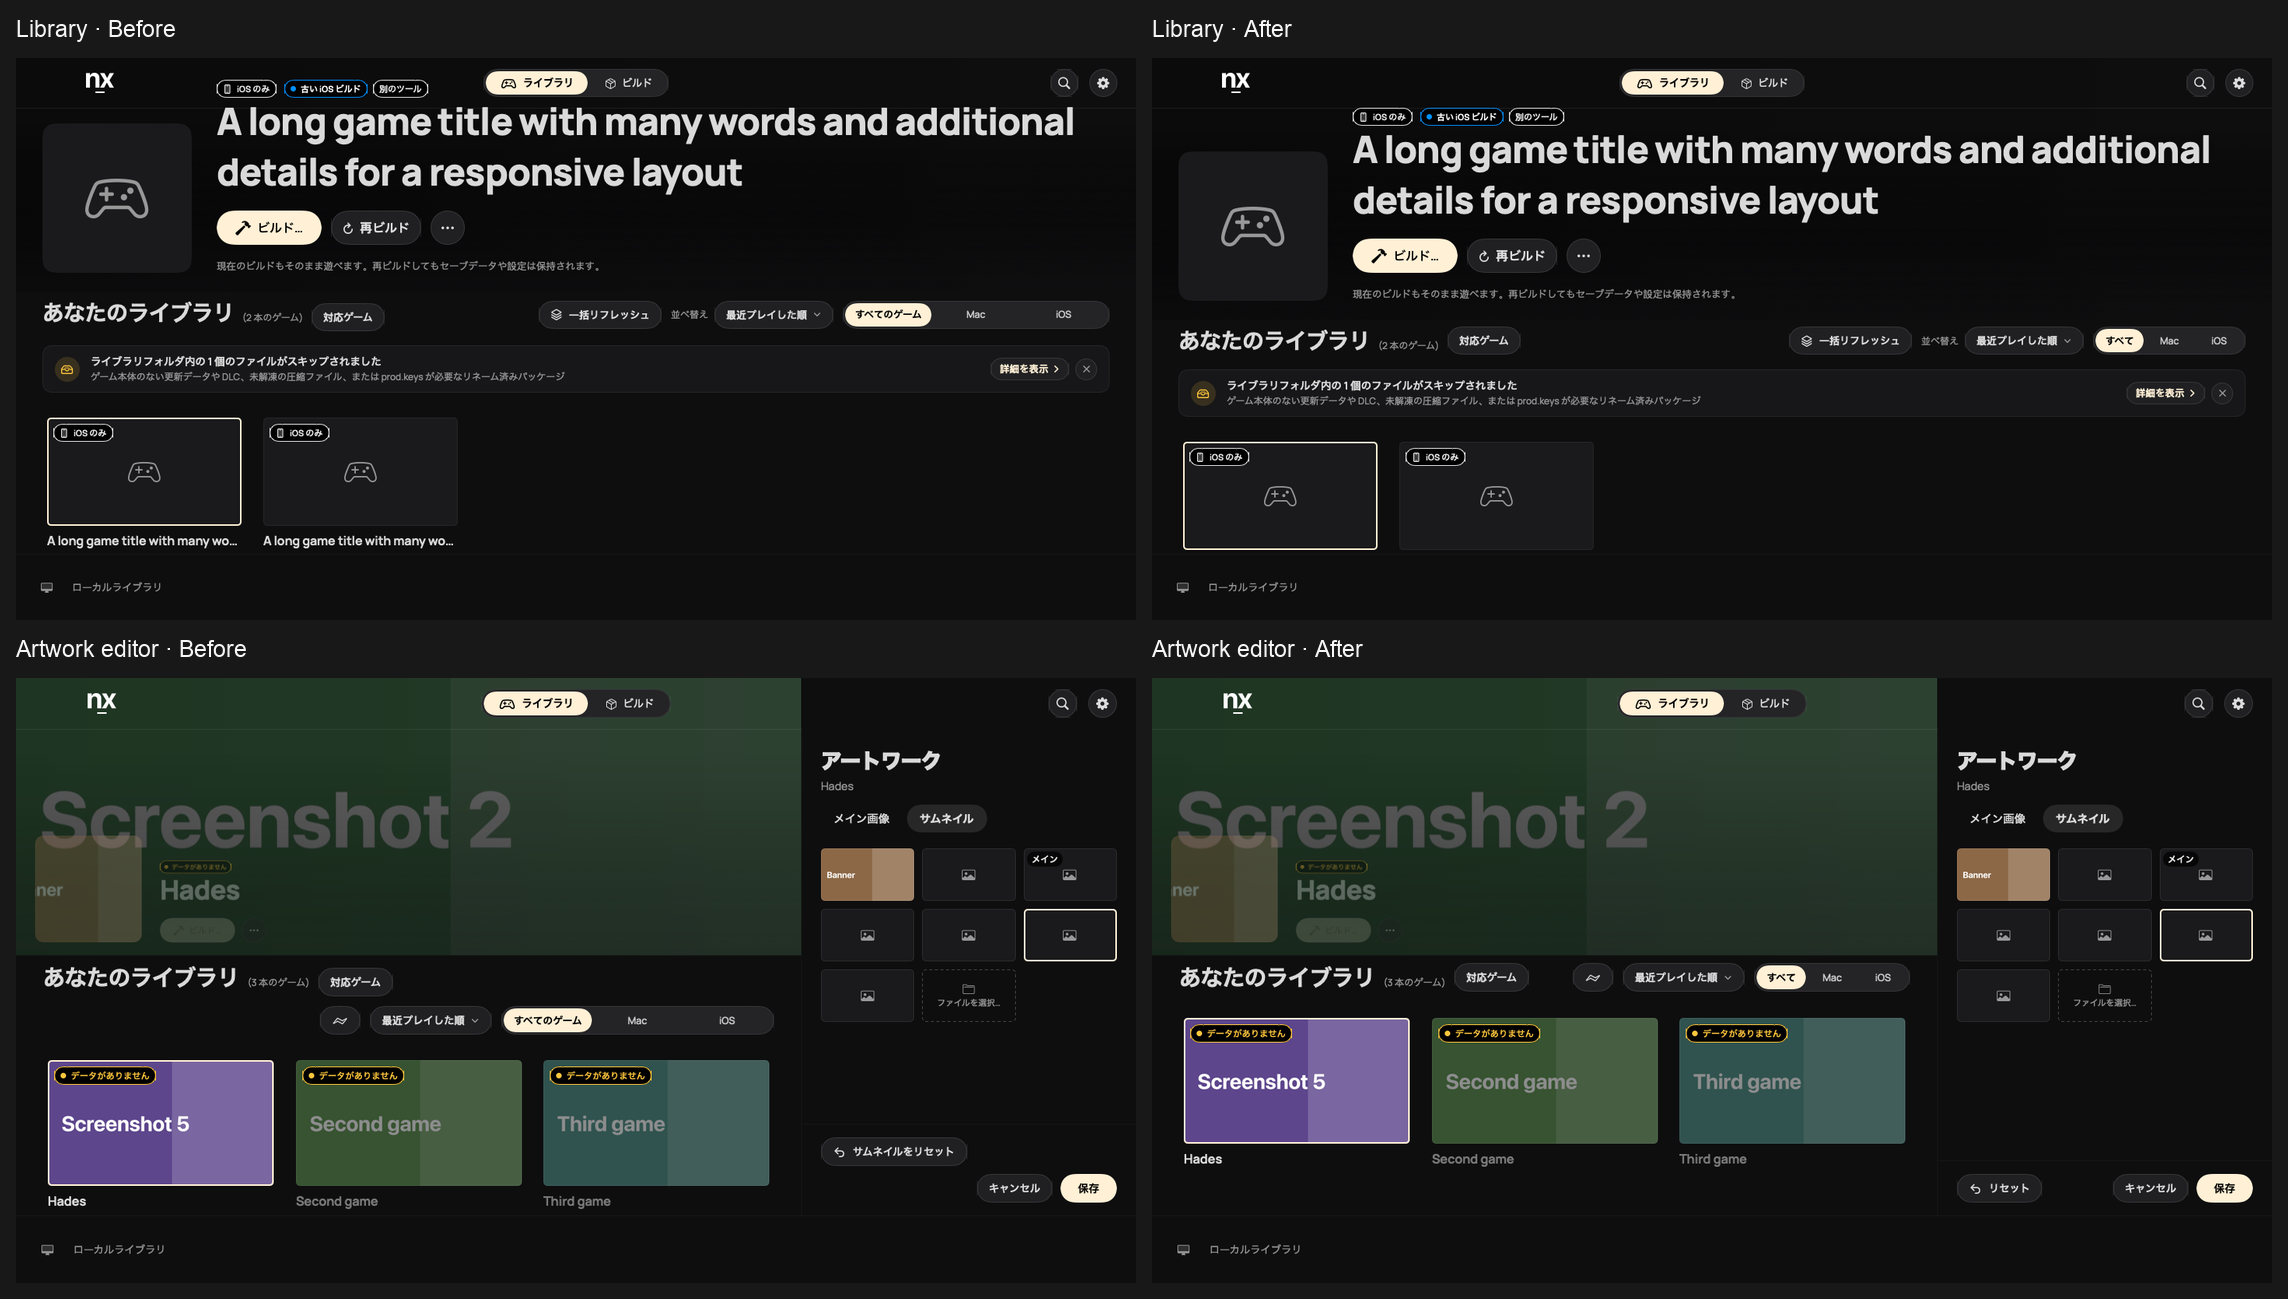 Library · Before
nx
iOS のみ
古い iOS ビルド
別のツール
ライブラリ
ビルド
A long game title with many words and additional
details for a responsive layout
ビルド...
再ビルド
現在のビルドもそのまま遊べます。再ビルドしてもセーブデータや設定は保持されます。
あなたのライブラリ
(2 本のゲーム)
対応ゲーム
一括リフレッシュ
並べ替え
最近プレイした順
すべてのゲーム
Mac
iOS
ライブラリフォルダ内の 1 個のファイルがスキップされました
ゲーム本体のない更新データや DLC、未解凍の圧縮ファイル、または prod.keys が必要なリネーム済みパッケージ
詳細を表示
iOS のみ
iOS のみ
A long game title with many wo...
A long game title with many wo...
ローカルライブラリ
Library · After
nx
ライブラリ
ビルド
iOS のみ
古い iOS ビルド
別のツール
A long game title with many words and additional
details for a responsive layout
ビルド...
再ビルド
現在のビルドもそのまま遊べます。再ビルドしてもセーブデータや設定は保持されます。
あなたのライブラリ
(2 本のゲーム)
対応ゲーム
一括リフレッシュ
並べ替え
最近プレイした順
すべて
Mac
iOS
ライブラリフォルダ内の 1 個のファイルがスキップされました
ゲーム本体のない更新データや DLC、未解凍の圧縮ファイル、または prod.keys が必要なリネーム済みパッケージ
詳細を表示
iOS のみ
iOS のみ
ローカルライブラリ
Artwork editor · Before
nx
ライブラリ
ビルド
Screenshot 2
ner
データがありません
Hades
ビルド...
あなたのライブラリ
(3 本のゲーム)
対応ゲーム
最近プレイした順
すべてのゲーム
Mac
iOS
データがありません
データがありません
データがありません
Screenshot 5
Second game
Third game
Hades
Second game
Third game
アートワーク
Hades
メイン画像
サムネイル
Banner
メイン
ファイルを選択...
サムネイルをリセット
キャンセル
保存
ローカルライブラリ
Artwork editor · After
nx
ライブラリ
ビルド
Screenshot 2
ner
データがありません
Hades
ビルド...
あなたのライブラリ
(3 本のゲーム)
対応ゲーム
最近プレイした順
すべて
Mac
iOS
データがありません
データがありません
データがありません
Screenshot 5
Second game
Third game
Hades
Second game
Third game
アートワーク
Hades
メイン画像
サムネイル
Banner
メイン
ファイルを選択...
リセット
キャンセル
保存
ローカルライブラリ